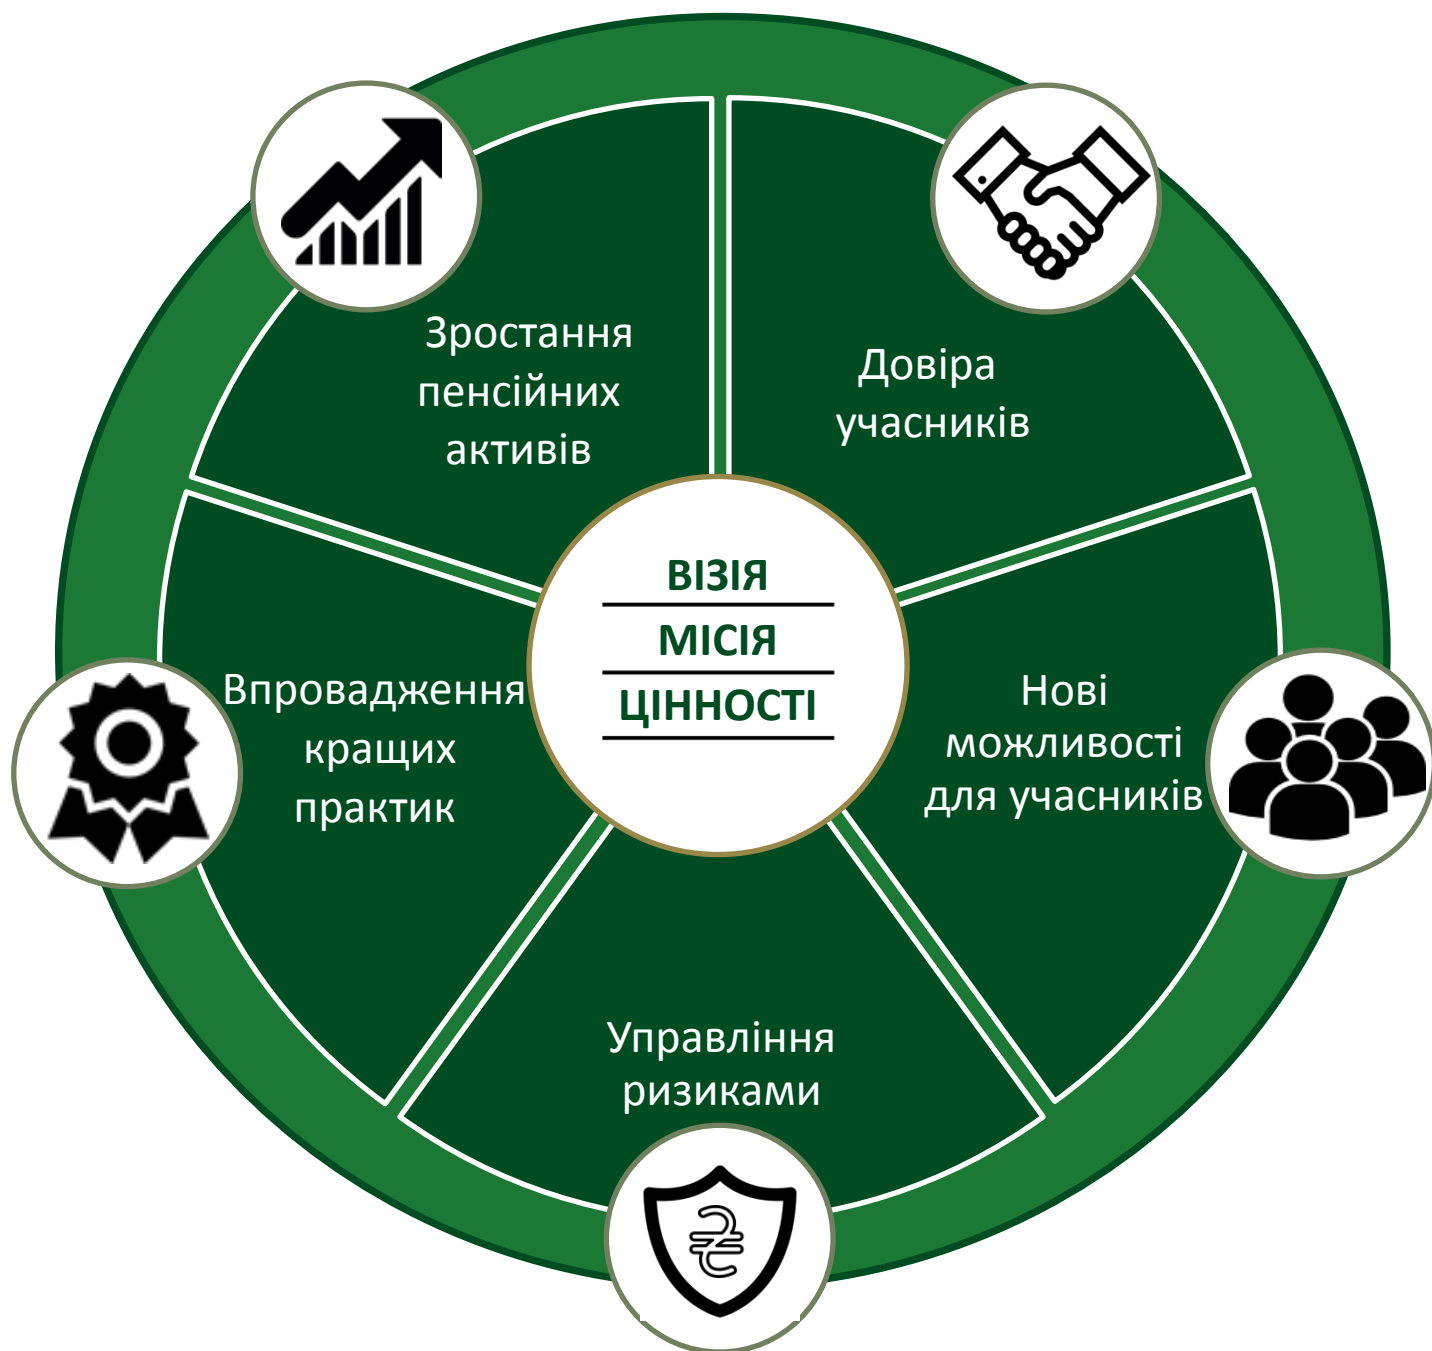 Зростання
пенсійних
активів
Довіра
учасників
ВІЗІЯ
МІСІЯ
ЦІННОСТІ
Впровадження
кращих
практик
Нові
можливості
для учасників
Управління
ризиками